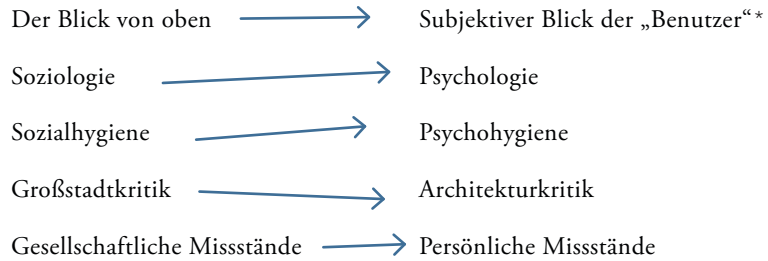 Der Blick von oben Subjektiver Blick der „Benutzer“*
Soziologie Psychologie
Sozialhygiene Psychohygiene
Großstadtkritik Architekturkritik
Gesellschaftliche Missstände Persönliche Missstände